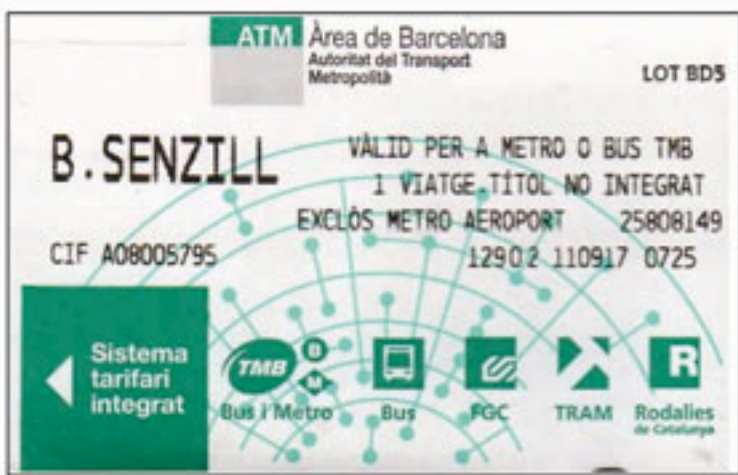 ATM Àrea de Barcelona
Autoritat del Transport
Metropolità
LOT BD5
B.SENZILL
VÀLID PER A METRO O BUS TMB
1 VIATGE.TÍTOL NO INTEGRAT
EXCLÒS METRO AEROPORT 25808149
CIF A08005795 12902 110917 0725
Sistema
tarifari
integrat
TMB B M
R
Bus i Metro Bus FGC TRAM Rodalies
de Catalunya